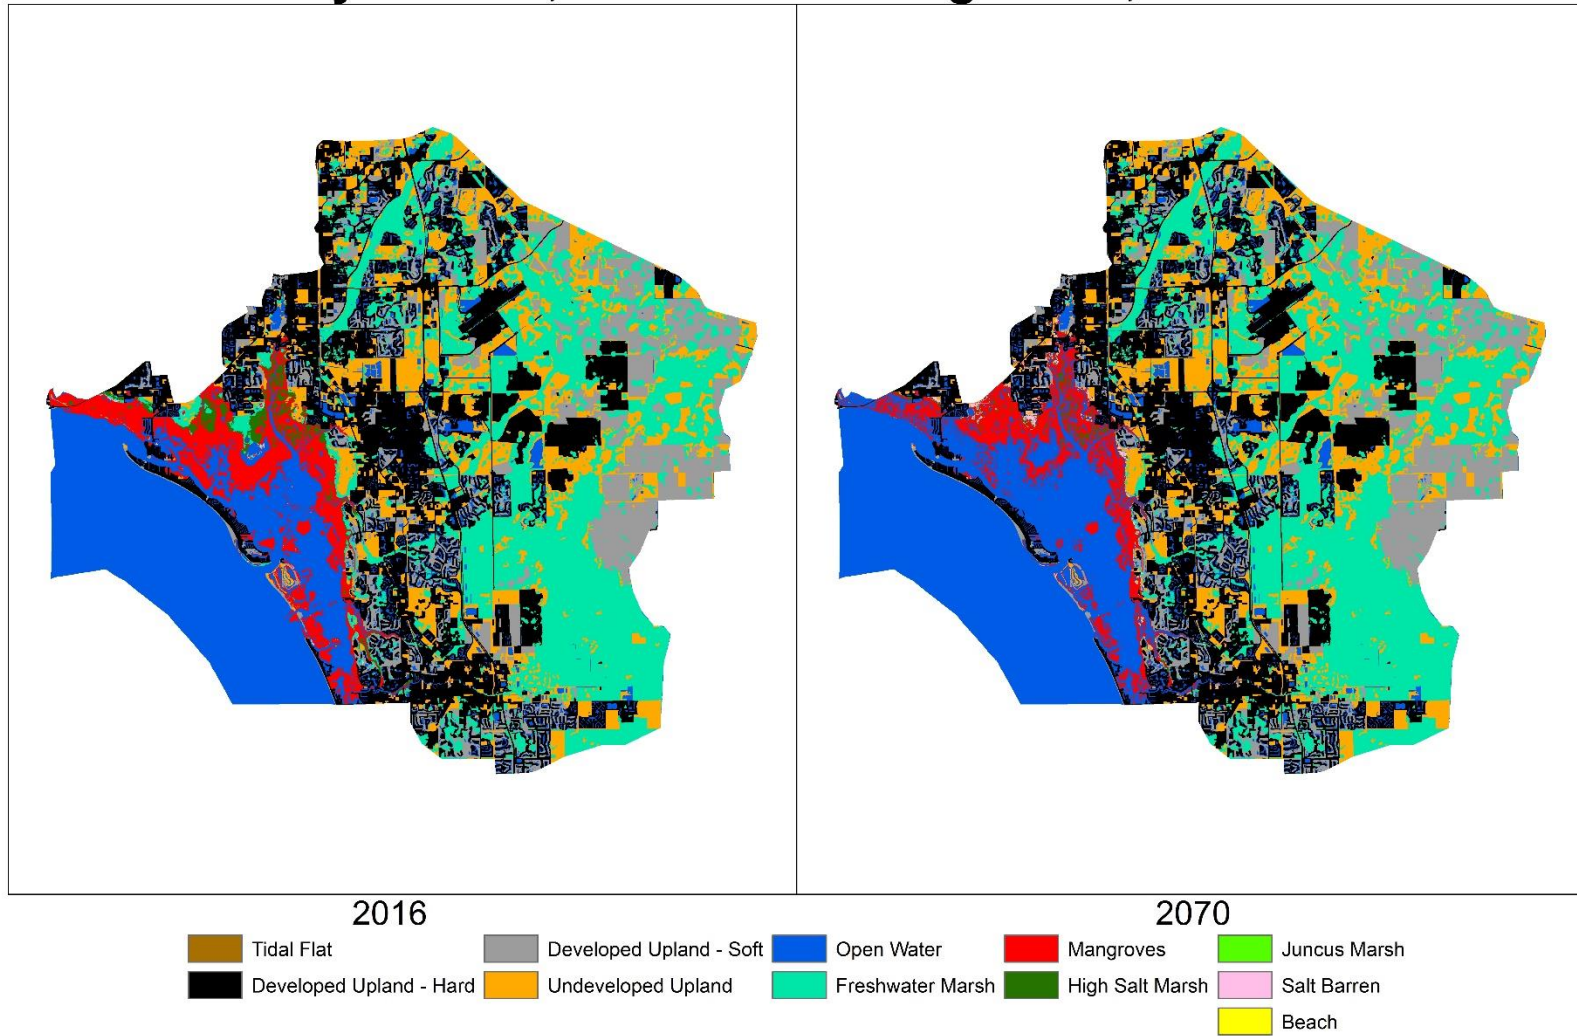 2016 2070
Tidal Flat Developed Upland - Soft Open Water Mangroves Juncus Marsh
Developed Upland - Hard Undeveloped Upland Freshwater Marsh High Salt Marsh Salt Barren
Beach